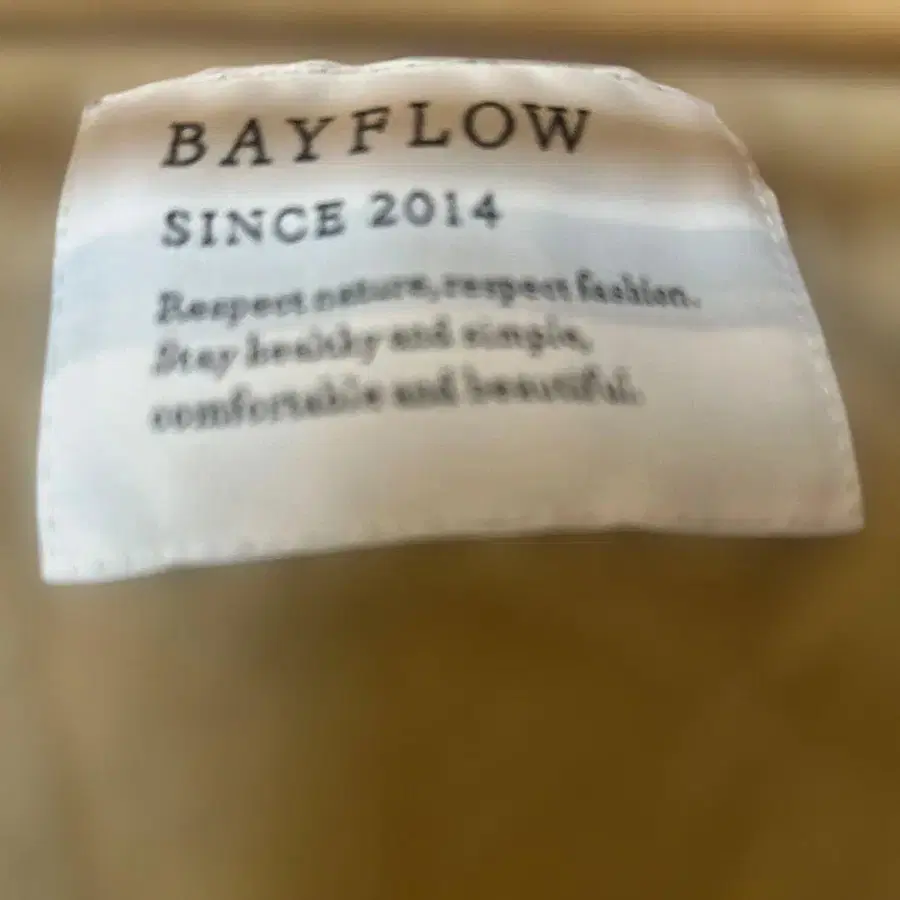 BAYFLOW
SINCE 2014
Respect nature, respect fashion.
Stay healthy and simple,
comfortable and beautiful.